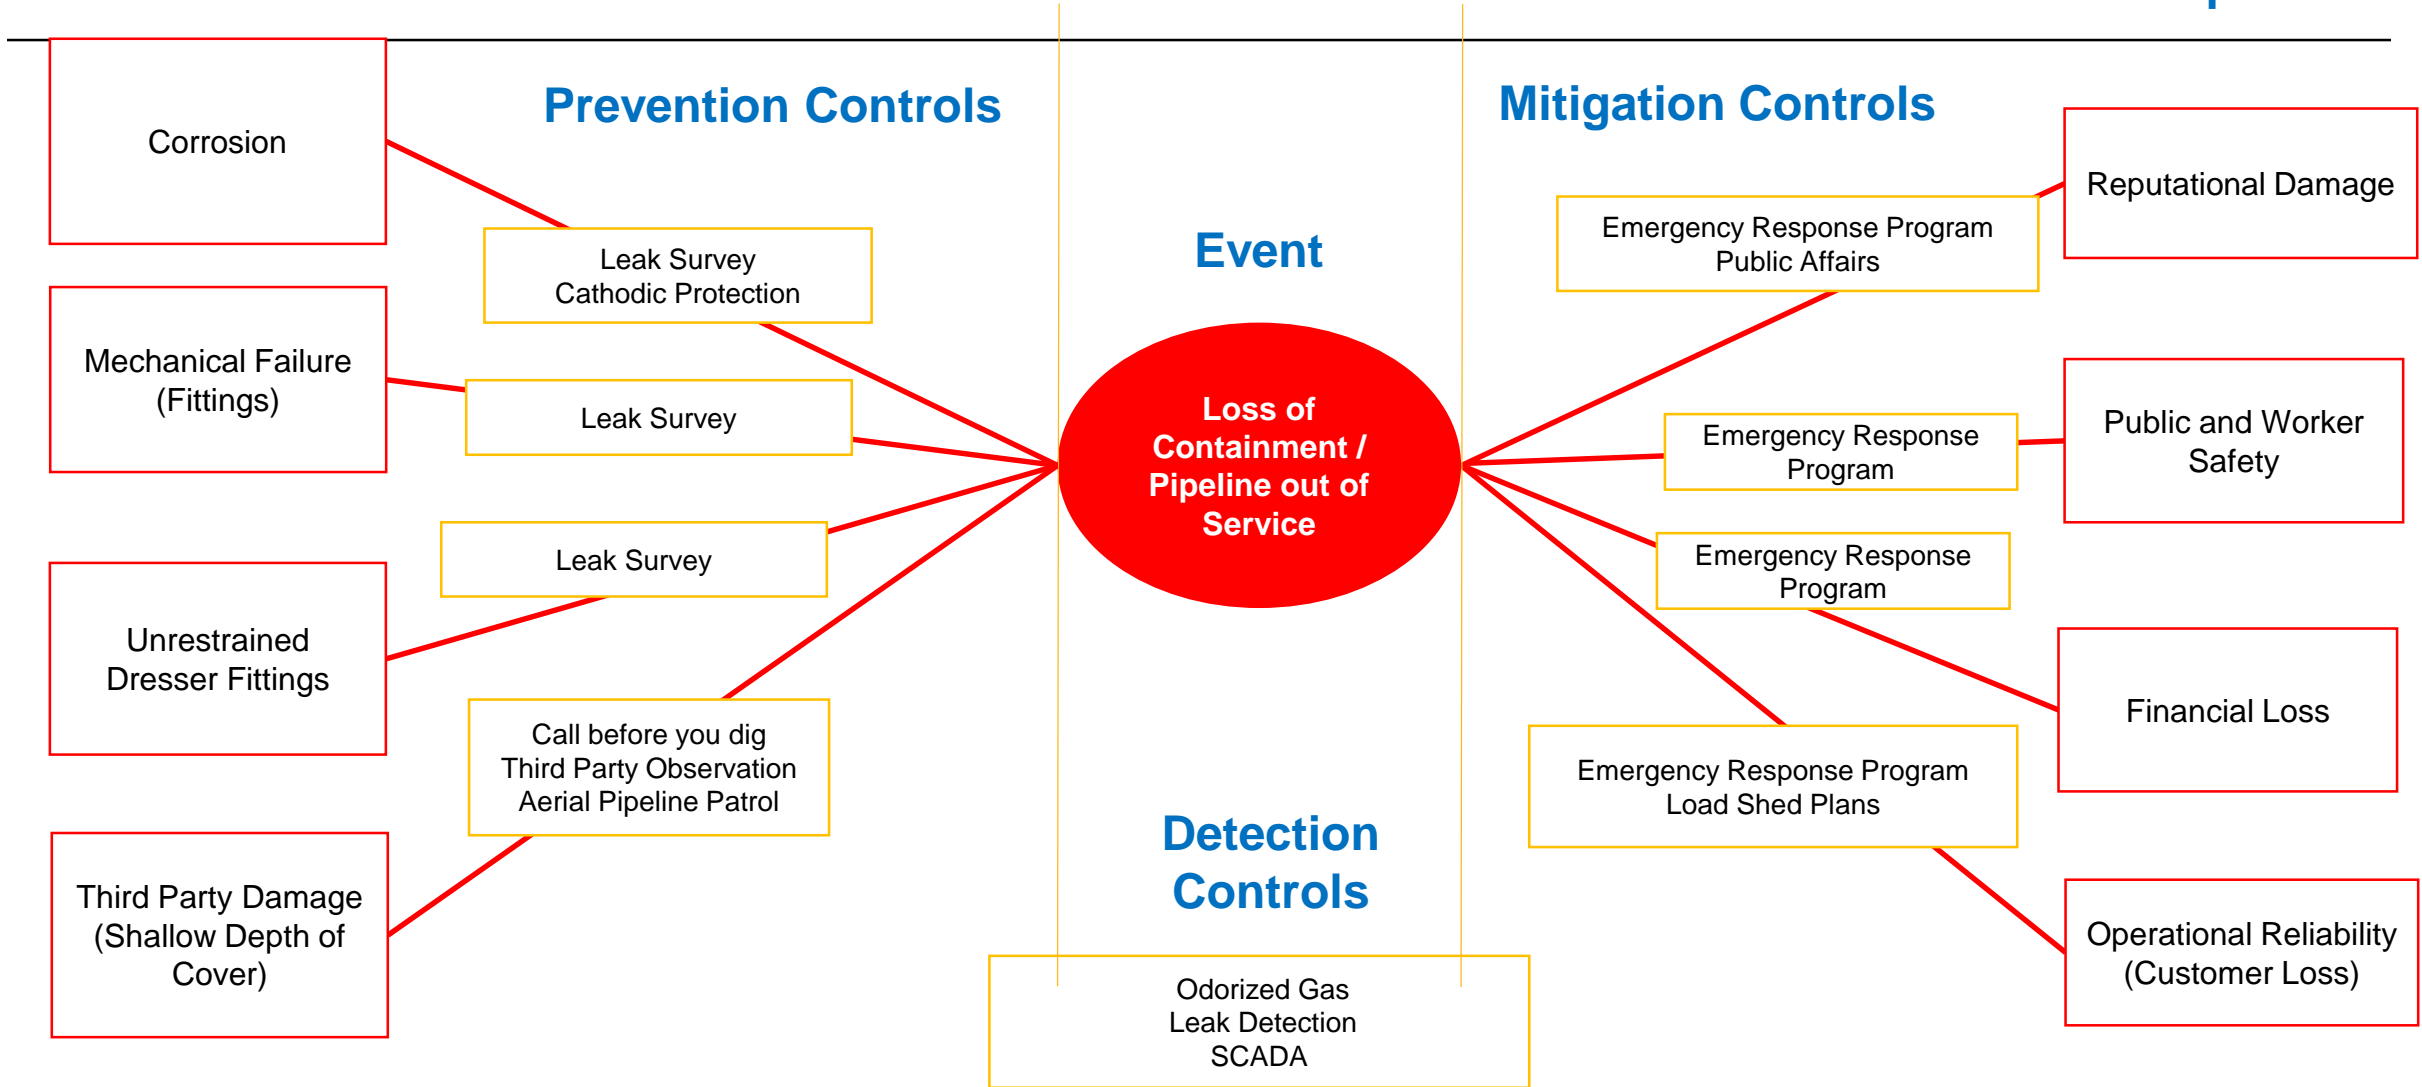 Prevention Controls
Mitigation Controls
Event
Detection
Controls
Corrosion
Mechanical Failure
(Fittings)
Unrestrained
Dresser Fittings
Third Party Damage
(Shallow Depth of
Cover)
Leak Survey
Cathodic Protection
Leak Survey
Leak Survey
Call before you dig
Third Party Observation
Aerial Pipeline Patrol
Loss of
Containment /
Pipeline out of
Service
Odorized Gas
Leak Detection
SCADA
Emergency Response Program
Public Affairs
Emergency Response
Program
Emergency Response
Program
Emergency Response Program
Load Shed Plans
Reputational Damage
Public and Worker
Safety
Financial Loss
Operational Reliability
(Customer Loss)